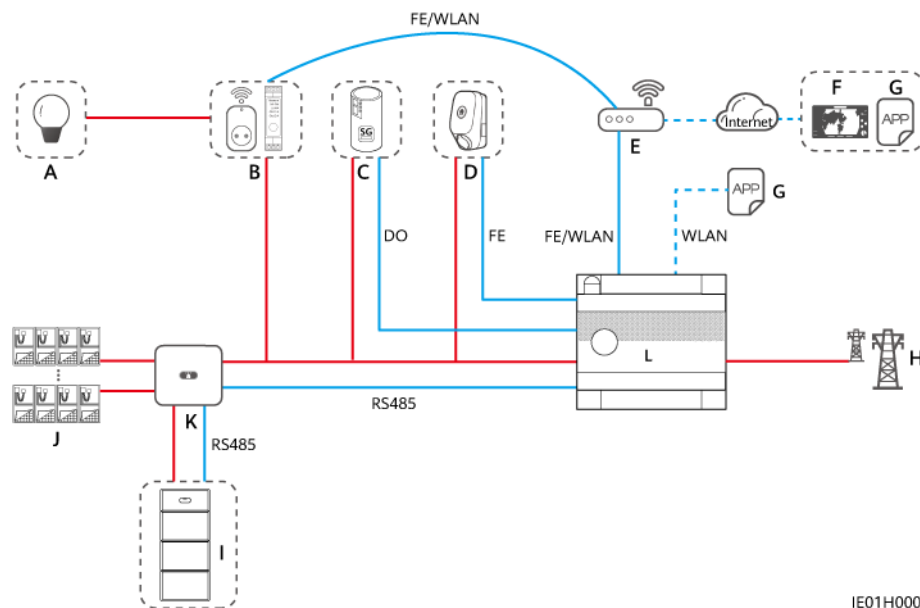 FE/WLAN
F
G
APP
Internet
A
B
SG
C
D
E
APP
G
DO
FE
FE/WLAN
WLAN
L
H
J
K
RS485
RS485
I
IE01H000